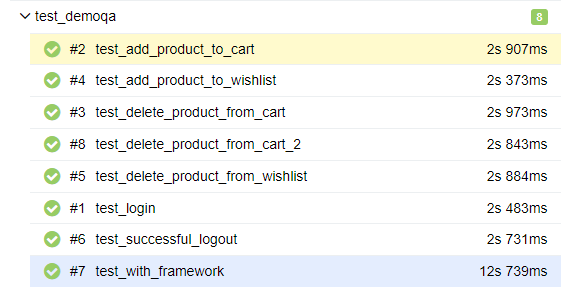 test_demoqa 8
#2 test_add_product_to_cart 2s 907ms
#4 test_add_product_to_wishlist 2s 373ms
#3 test_delete_product_from_cart 2s 973ms
#8 test_delete_product_from_cart_2 2s 843ms
#5 test_delete_product_from_wishlist 2s 884ms
#1 test_login 2s 483ms
#6 test_successful_logout 2s 731ms
#7 test_with_framework 12s 739ms